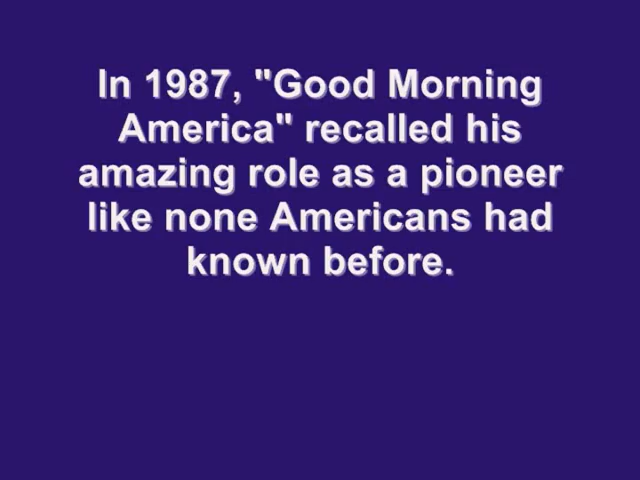 In 1987, "Good Morning
America" recalled his
amazing role as a pioneer
like none Americans had
known before.